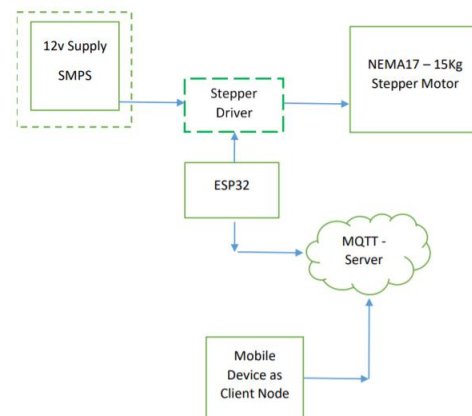 12v Supply
SMPS
Stepper
Driver
NEMA17 – 15Kg
Stepper Motor
ESP32
MQTT -
Server
Mobile
Device as
Client Node